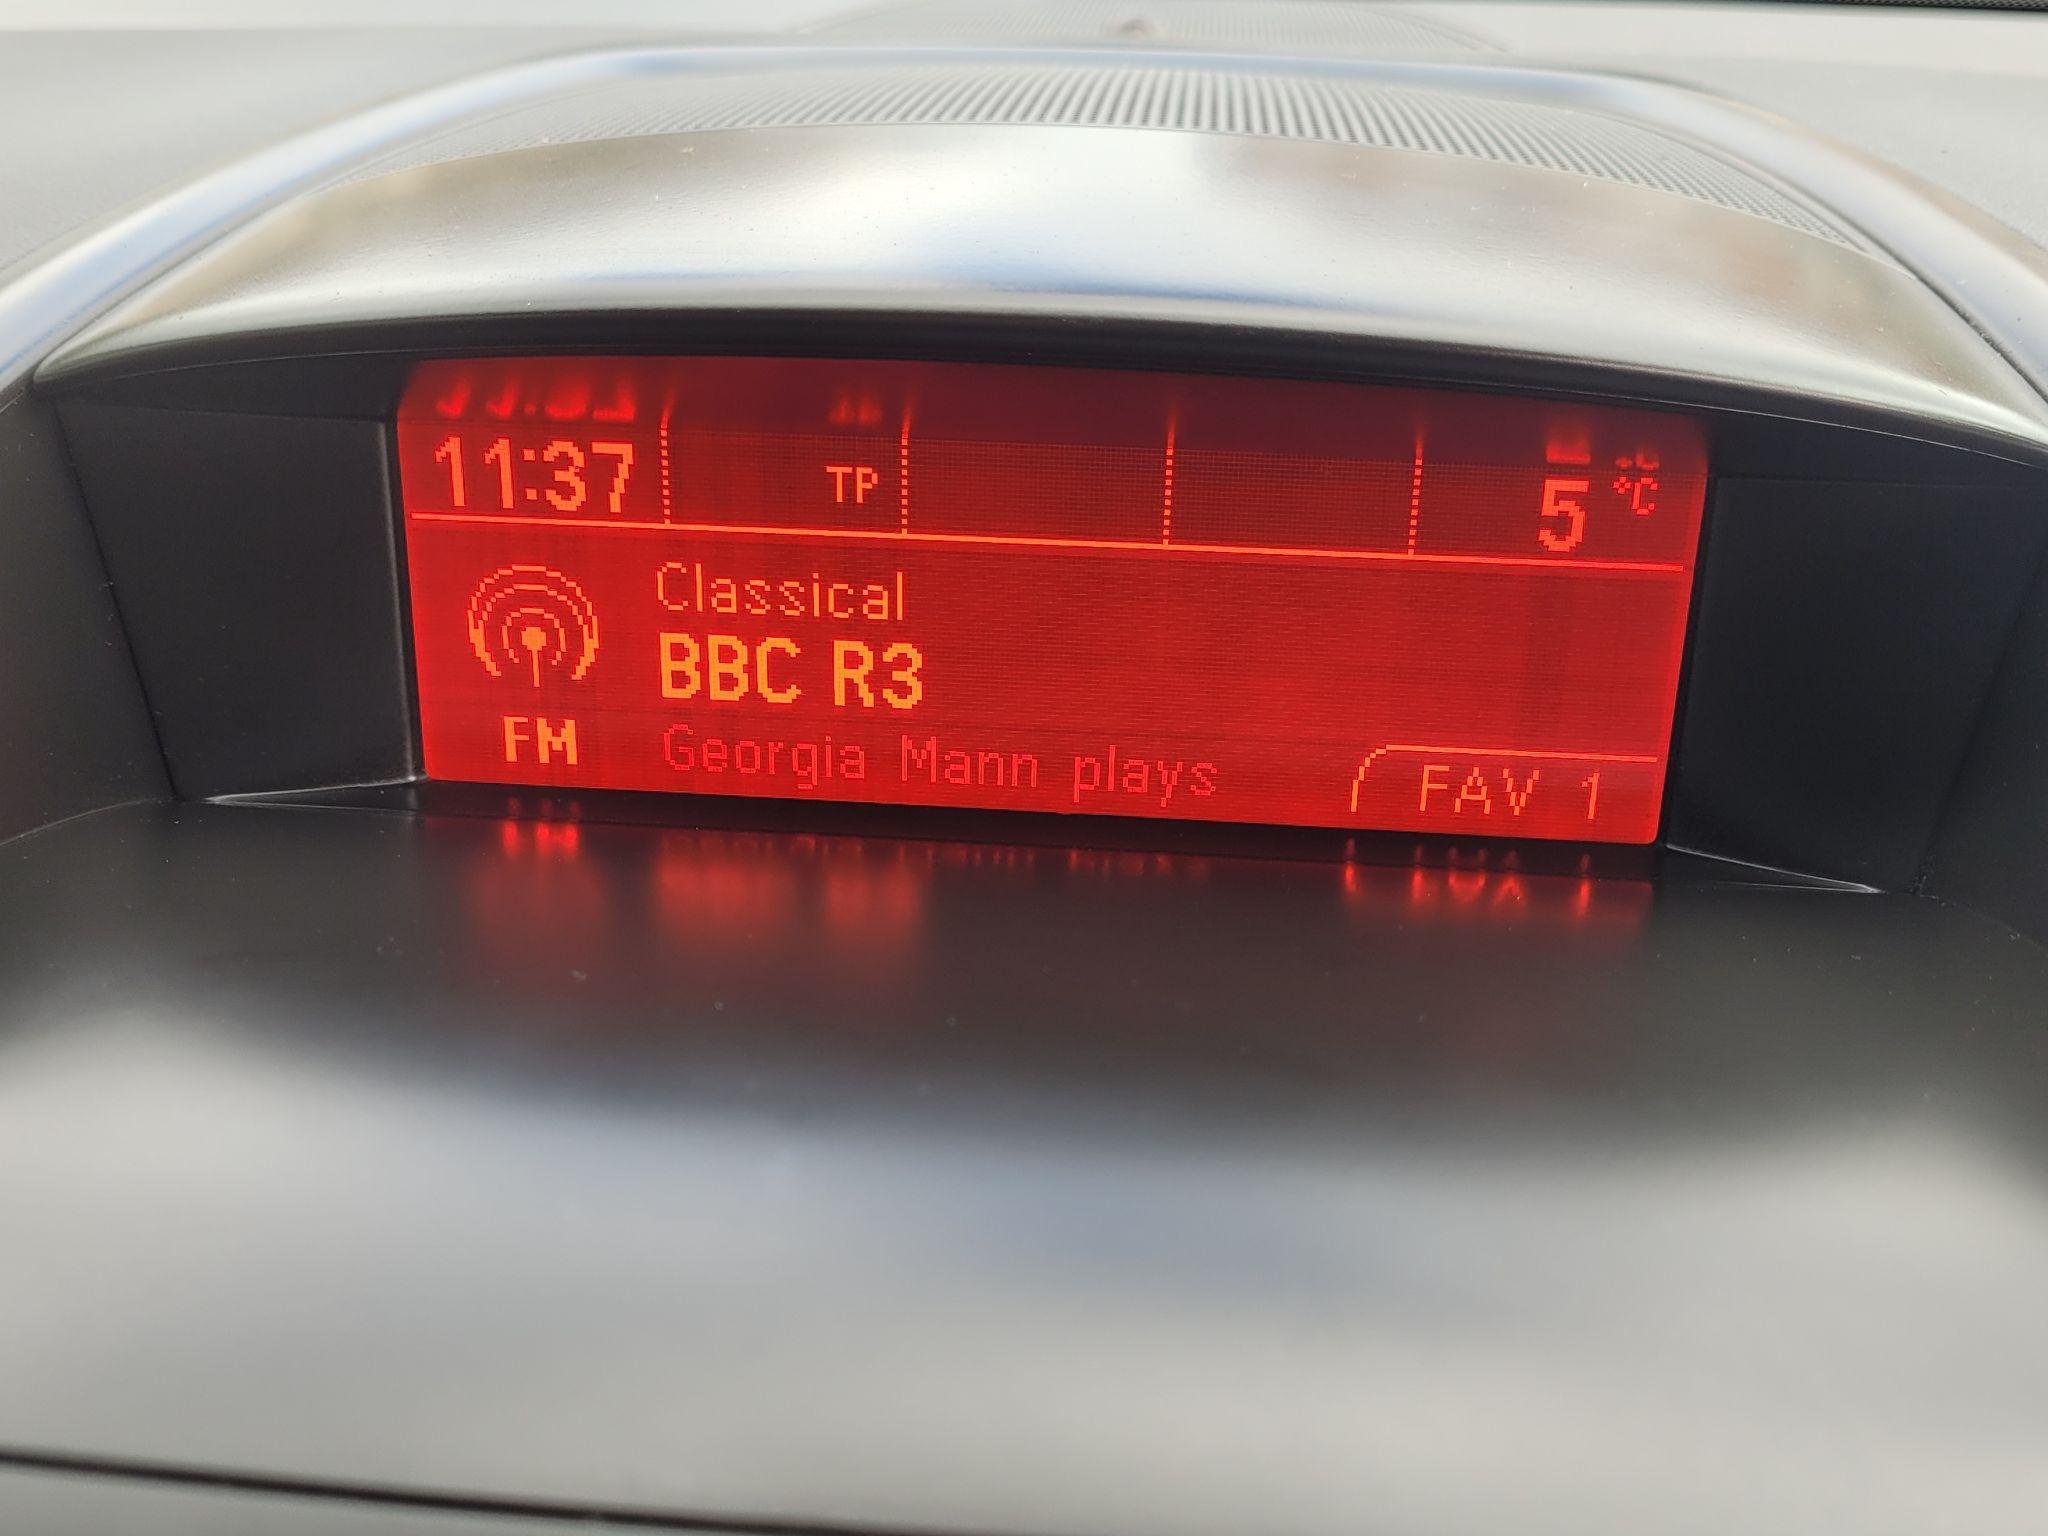 11:37 TP 5 °C
Classical
BBC R3
FM Georgia Mann plays FAV 1